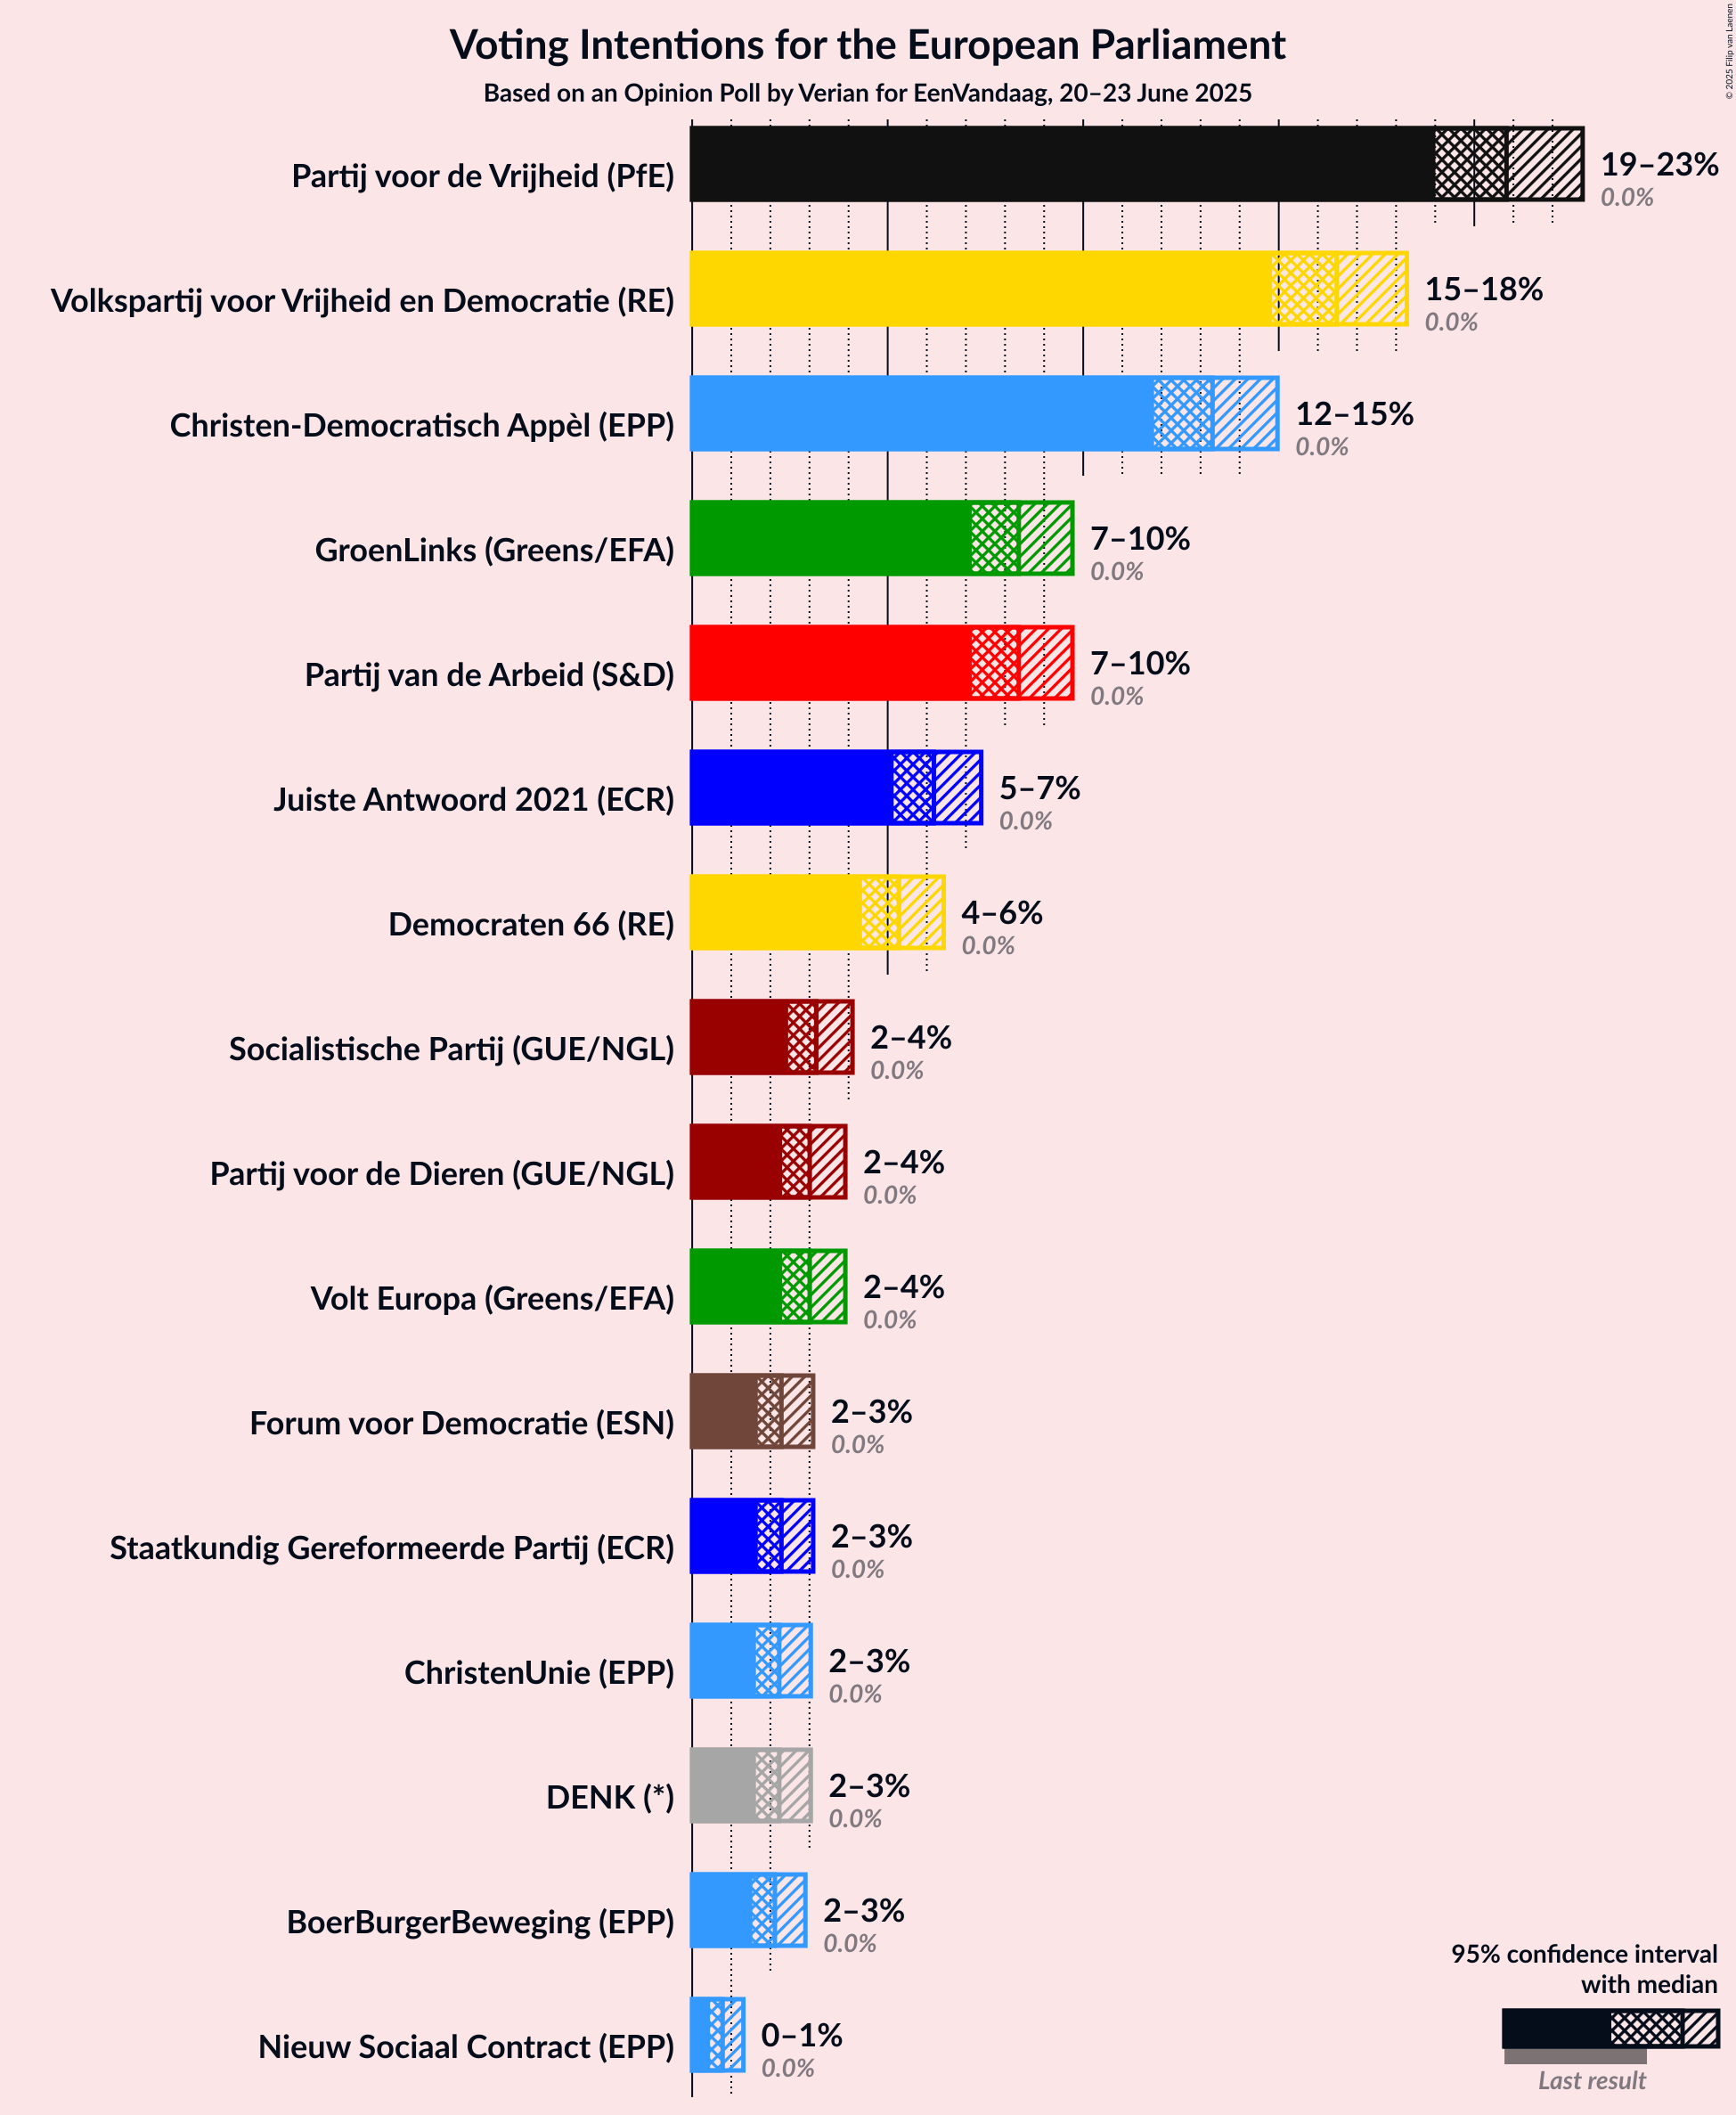 Voting Intentions for the European Parliament
Based on an Opinion Poll by Verian for EenVandaag, 20–23 June 2025
© 2025 Filip van Laenen
Partij voor de Vrijheid (PfE)
19–23%
0.0%
Volkspartij voor Vrijheid en Democratie (RE)
15–18%
0.0%
Christen-Democratisch Appèl (EPP)
12–15%
0.0%
GroenLinks (Greens/EFA)
7–10%
0.0%
Partij van de Arbeid (S&D)
7–10%
0.0%
Juiste Antwoord 2021 (ECR)
5–7%
0.0%
Democraten 66 (RE)
4–6%
0.0%
Socialistische Partij (GUE/NGL)
2–4%
0.0%
Partij voor de Dieren (GUE/NGL)
2–4%
0.0%
Volt Europa (Greens/EFA)
2–4%
0.0%
Forum voor Democratie (ESN)
2–3%
0.0%
Staatkundig Gereformeerde Partij (ECR)
2–3%
0.0%
ChristenUnie (EPP)
2–3%
0.0%
DENK (*)
2–3%
0.0%
BoerBurgerBeweging (EPP)
2–3%
0.0%
Nieuw Sociaal Contract (EPP)
0–1%
0.0%
95% confidence interval
with median
Last result